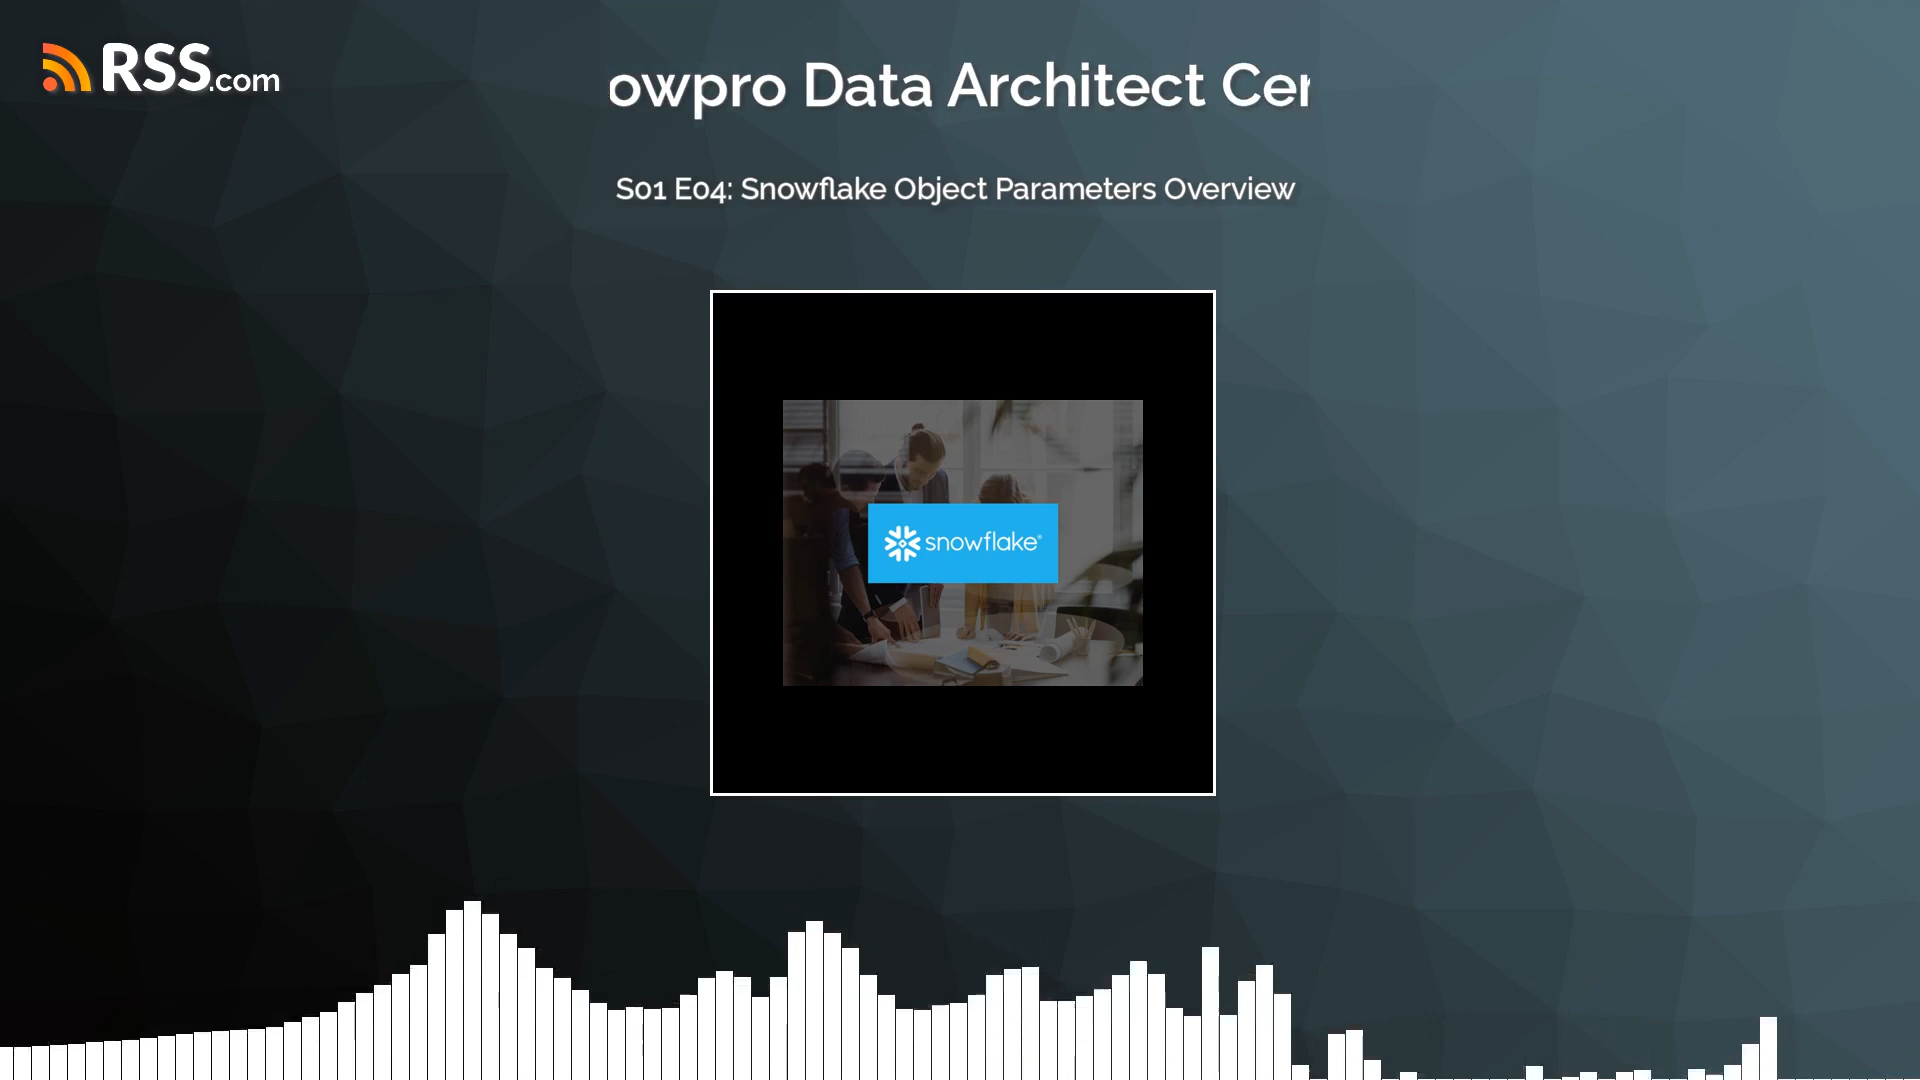 RSS.com
owpro Data Architect Cer
S01 E04: Snowflake Object Parameters Overview
snowflake®